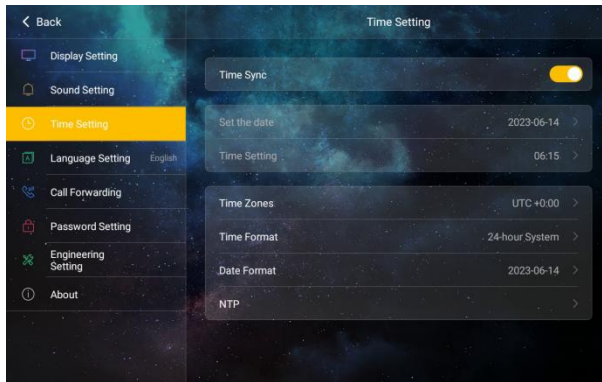 Back
Time Setting
Display Setting
Sound Setting
Time Setting
Language Setting English
Call Forwarding
Password Setting
Engineering
Setting
About
Time Sync
Set the date 2023-06-14
Time Setting 06:15
Time Zones UTC +0:00
Time Format 24-hour System
Date Format 2023-06-14
NTP